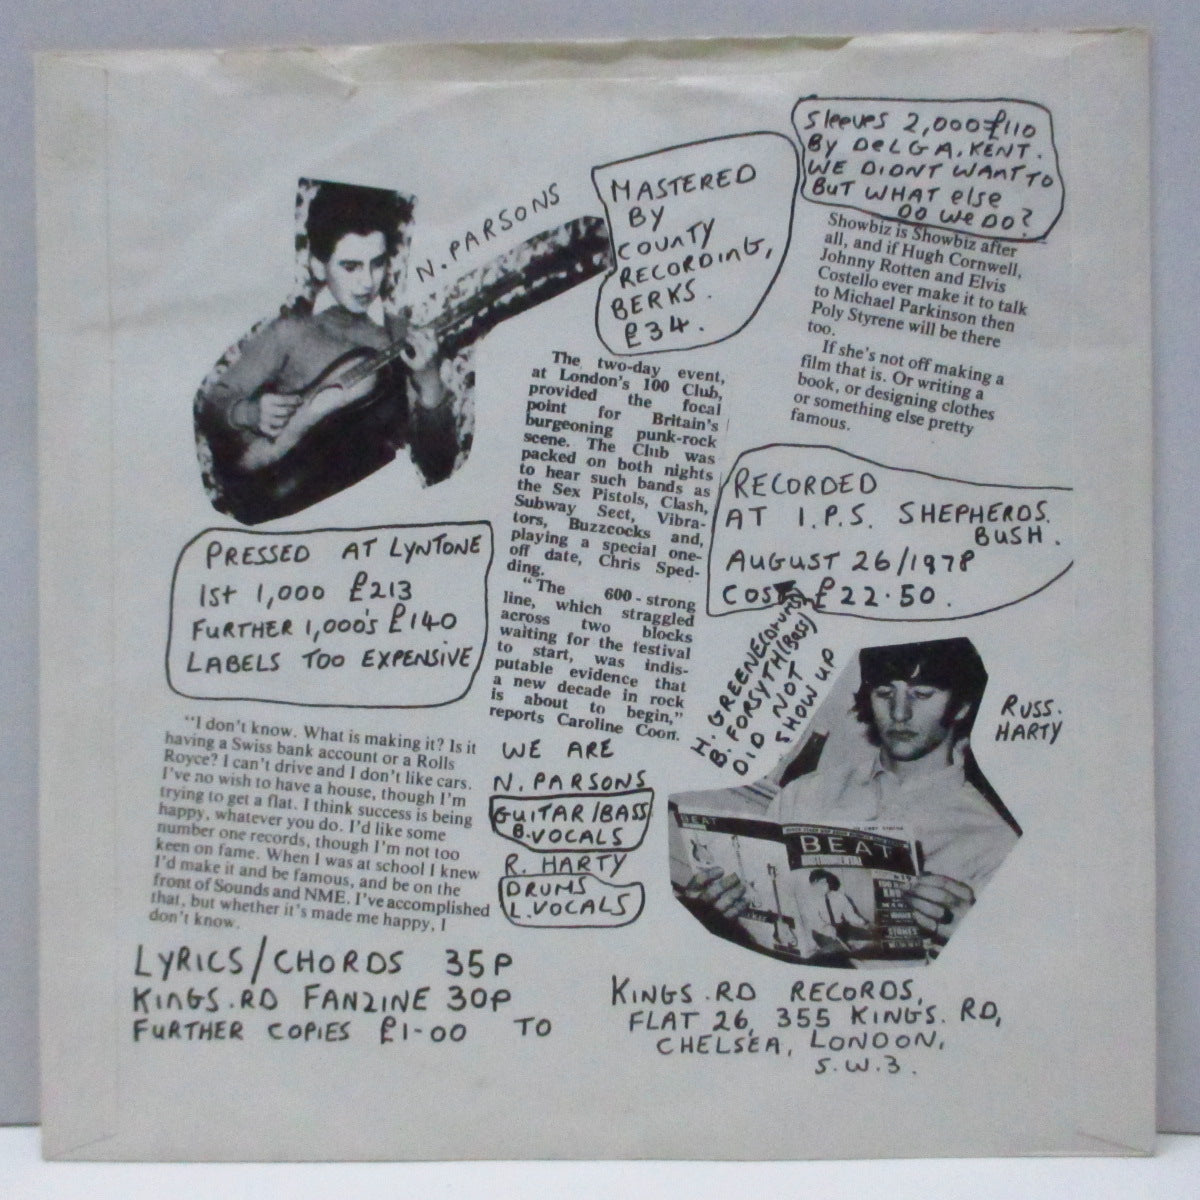 Sleeves 2,000 £110
BY DELGA, KENT.
WE DIDNT WANT TO
BUT WHAT else
DO WE DO?
MASTERED
BY
COUNTY
RECORDING,
BERKS.
£34.
N. PARSONS
Showbiz is Showbiz after
all, and if Hugh Cornwell,
Johnny Rotten and Elvis
Costello ever make it to talk
to Michael Parkinson then
Poly Styrene will be there
too.
If she's not off making a
film that is. Or writing a
book, or designing clothes
or something else pretty
famous.
The two-day event,
at London's 100 Club,
provided the focal
point for Britain's
burgeoning punk-rock
scene. The Club was
packed on both nights
to hear such bands as
the Sex Pistols, Clash,
Subway Sect, Vibra-
tors, Buzzcocks and,
playing a special one-
off date, Chris Sped-
ding.
"The 600-strong
line, which straggled
across two blocks
waiting for the festival
to start, was indis-
putable evidence that
a new decade in rock
is about to begin,"
reports Caroline Coon.
RECORDED
AT I.P.S. SHEPHERDS.
BUSH.
AUGUST 26/1978
COST £22.50.
H. GREENE (Drums)
B. FORSYTH (Bass)
DID NOT
SHOW UP
PRESSED AT LYNTONE
1st 1,000 £213
FURTHER 1,000's £140
LABELS TOO EXPENSIVE
"I don't know. What is making it? Is it
having a Swiss bank account or a Rolls
Royce? I can't drive and I don't like cars.
I've no wish to have a house, though I'm
trying to get a flat. I think success is being
happy, whatever you do. I'd like some
number one records, though I'm not too
keen on fame. When I was at school I knew
I'd make it and be famous, and be on the
front of Sounds and NME. I've accomplished
that, but whether it's made me happy, I
don't know.
WE ARE
N. PARSONS
GUITAR/BASS
B. VOCALS
R. HARTY
DRUMS
L. VOCALS
RUSS.
HARTY
BEAT
BEAT
LYRICS/CHORDS 35P
KINGS.RD FANZINE 30P
FURTHER COPIES £1-00 TO
KINGS.RD RECORDS,
FLAT 26, 355 KINGS. RD,
CHELSEA, LONDON,
S.W.3.